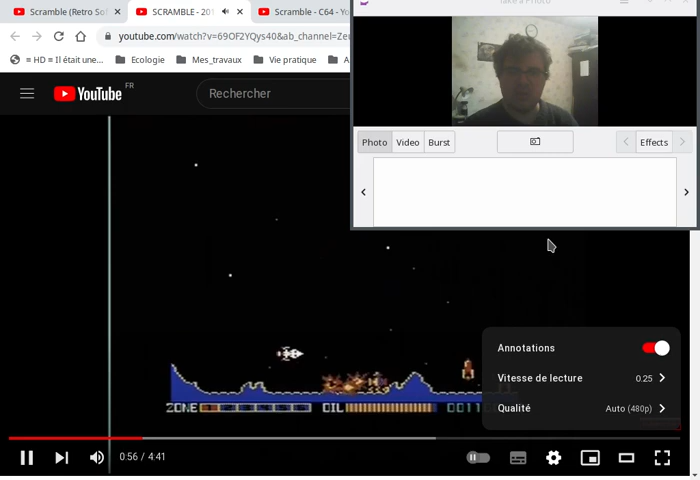 Take a Photo
Scramble (Retro So
SCRAMBLE - 201
Scramble - C64 - Yo
youtube.com/watch?v=69OF2YQys40&ab_channel=Ze
= HD = Il était une...
Ecologie
Mes_travaux
Vie pratique
A
YouTube FR
Rechercher
Photo
Video
Burst
Effects
Annotations
Vitesse de lecture 0.25
Qualité Auto (480p)
ZONE OIL
0:56 / 4:41